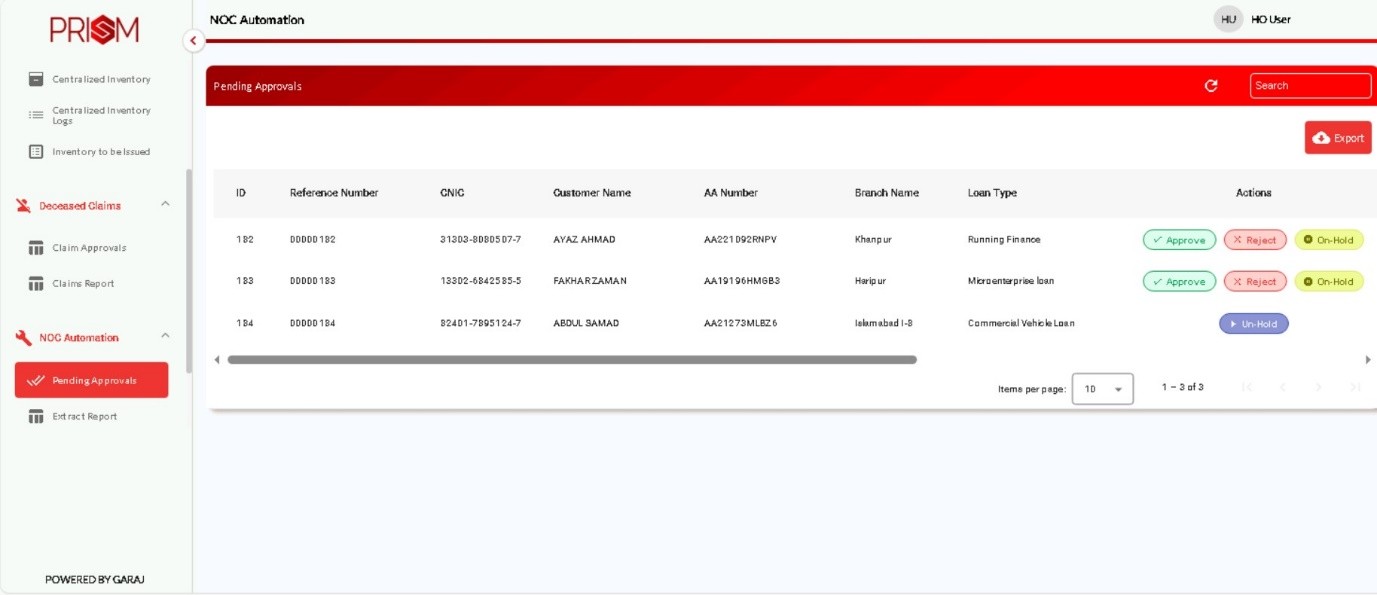 PRISM
NOC Automation
HU
HO User
Centralized Inventory
Centralized Inventory
Logs
Inventory to be Issued
Deceased Claims
Claim Approvals
Claims Report
NOC Automation
Pending Approvals
Extract Report
POWERED BY GARAJ
Pending Approvals
Search
Export
ID Reference Number CNIC Customer Name AA Number Branch Name Loan Type Actions
182 00000182 31303-8080507-7 AYAZ AHMAD AA221092RNPV Khanpur Running Finance Approve Reject On-Hold
183 00000183 13302-6842585-5 FAKHAR ZAMAN AA19196HMGB3 Haripur Microenterprise loan Approve Reject On-Hold
184 00000184 82401-7895124-7 ABDUL SAMAD AA21273MLBZ6 Islamabad I-8 Commercial Vehicle Loan Un-Hold
Items per page: 10 1 – 3 of 3